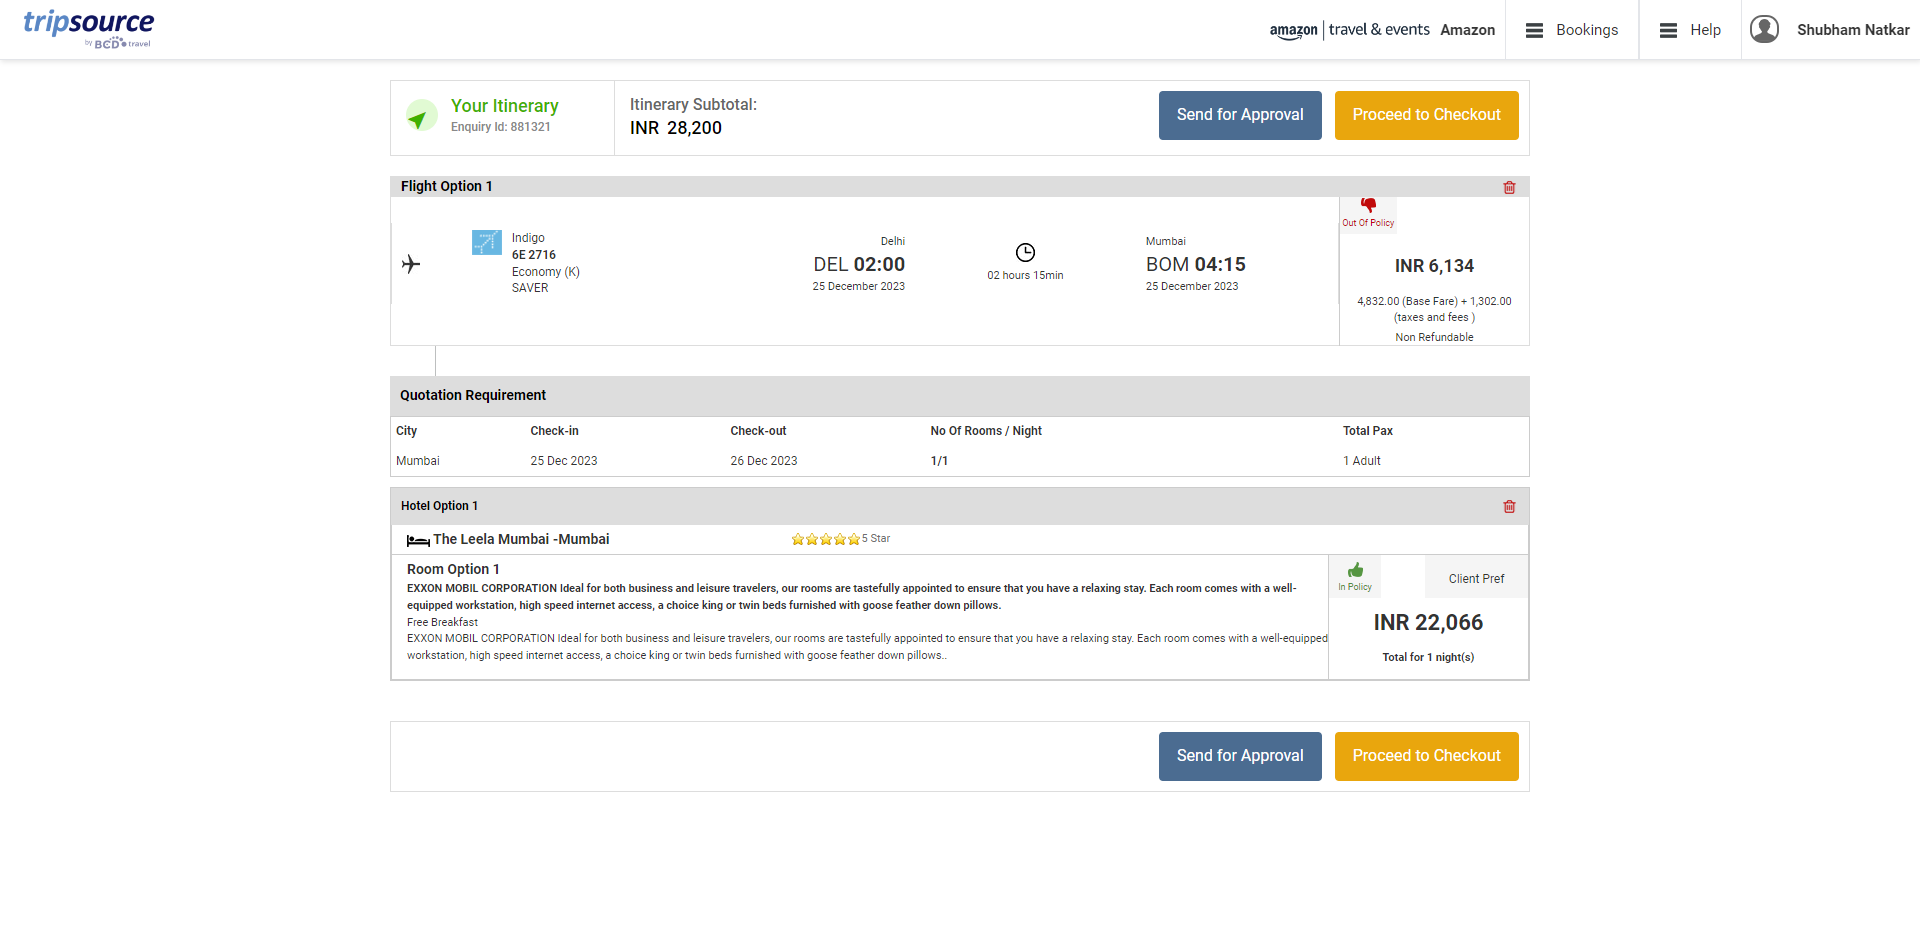 tripsource
by BCD travel
amazon travel & events Amazon
Bookings
Help
Shubham Natkar
Your Itinerary
Enquiry Id: 881321
Itinerary Subtotal:
INR 28,200
Send for Approval
Proceed to Checkout
Flight Option 1
Indigo
6E 2716
Economy (K)
SAVER
Delhi
DEL 02:00
25 December 2023
02 hours 15min
Mumbai
BOM 04:15
25 December 2023
Out Of Policy
INR 6,134
4,832.00 (Base Fare) + 1,302.00
(taxes and fees )
Non Refundable
Quotation Requirement
City Check-in Check-out No Of Rooms / Night Total Pax
Mumbai 25 Dec 2023 26 Dec 2023 1/1 1 Adult
Hotel Option 1
The Leela Mumbai -Mumbai
5 Star
Room Option 1
EXXON MOBIL CORPORATION Ideal for both business and leisure travelers, our rooms are tastefully appointed to ensure that you have a relaxing stay. Each room comes with a well-
equipped workstation, high speed internet access, a choice king or twin beds furnished with goose feather down pillows.
Free Breakfast
EXXON MOBIL CORPORATION Ideal for both business and leisure travelers, our rooms are tastefully appointed to ensure that you have a relaxing stay. Each room comes with a well-equipped
workstation, high speed internet access, a choice king or twin beds furnished with goose feather down pillows..
In Policy
Client Pref
INR 22,066
Total for 1 night(s)
Send for Approval
Proceed to Checkout